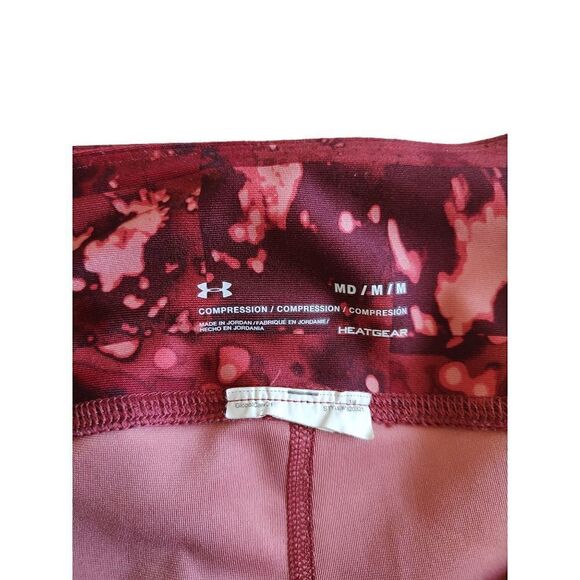 MD / M / M
COMPRESSION / COMPRESSION / COMPRESIÓN
MADE IN JORDAN / FABRIQUÉ EN JORDANIE /
HECHO EN JORDANIA
HEATGEAR